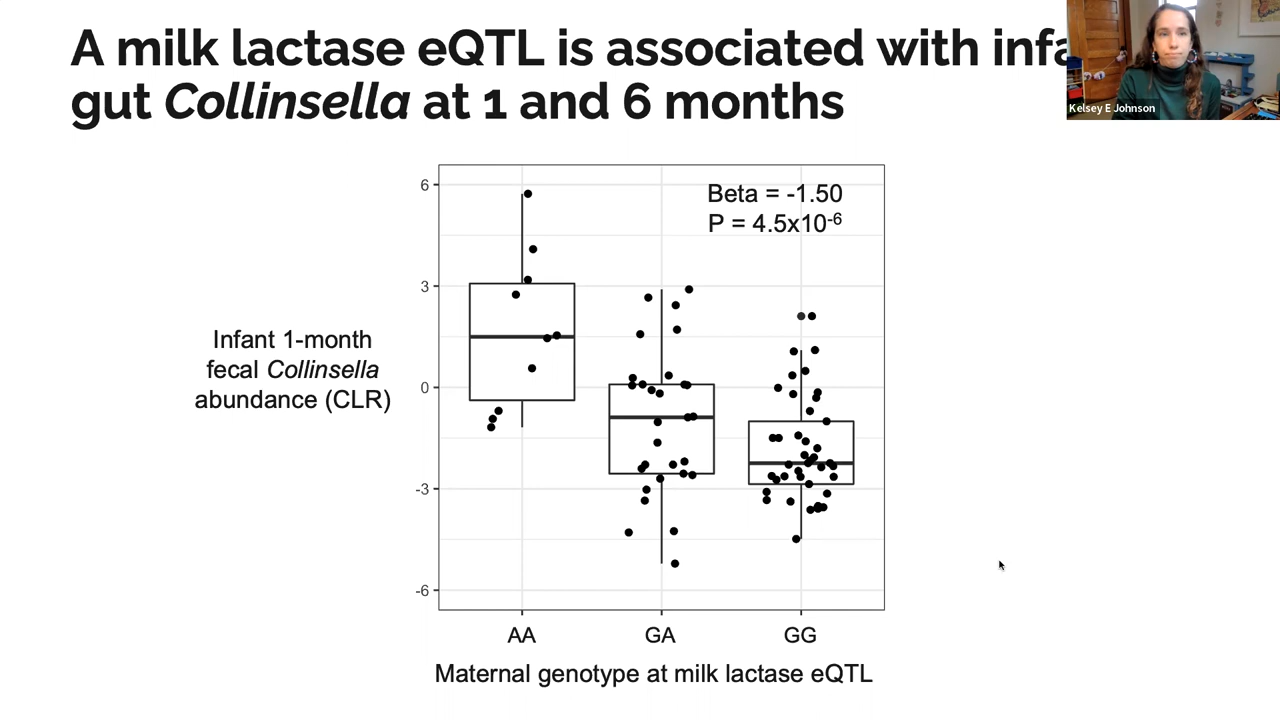 A milk lactase eQTL is associated with
gut Collinsella at 1 and 6 months
Kelsey E Johnson
Beta = -1.50
P = 4.5x10⁻⁶
6
3
0
-3
-6
Infant 1-month
fecal Collinsella
abundance (CLR)
AA GA GG
Maternal genotype at milk lactase eQTL